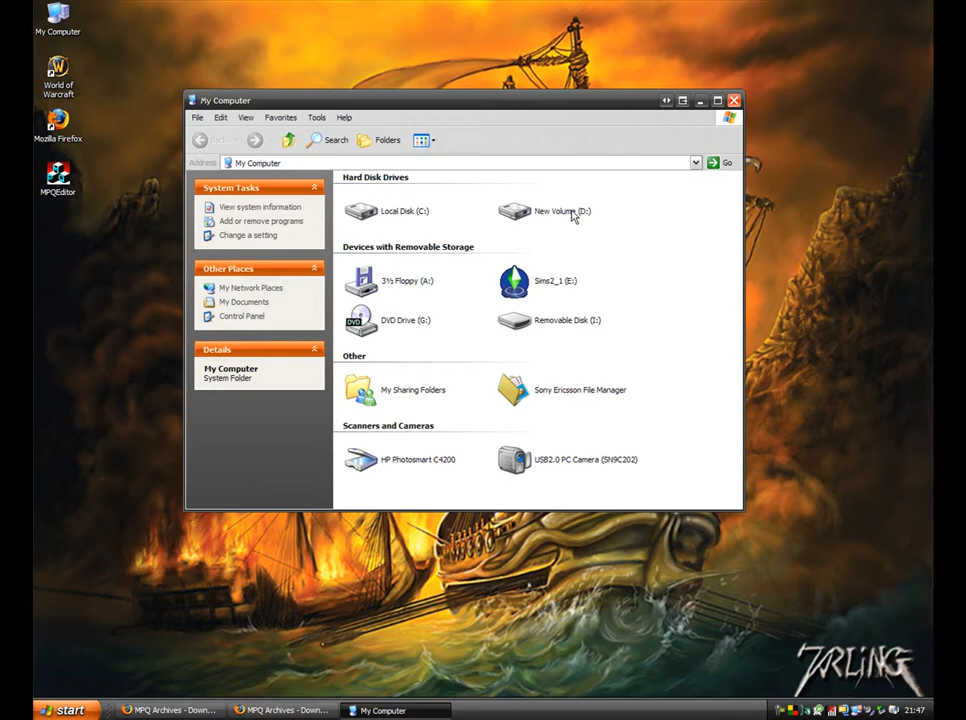 My Computer
World of
Warcraft
Mozilla Firefox
MPQEditor
My Computer
File Edit View Favorites Tools Help
Back Search Folders
Address My Computer Go
System Tasks
View system information
Add or remove programs
Change a setting
Other Places
My Network Places
My Documents
Control Panel
Details
My Computer
System Folder
Hard Disk Drives
Local Disk (C:) New Volume (D:)
Devices with Removable Storage
3½ Floppy (A:) Sims2_1 (E:)
DVD
DVD Drive (G:) Removable Disk (I:)
Other
My Sharing Folders Sony Ericsson File Manager
Scanners and Cameras
HP Photosmart C4200 USB2.0 PC Camera (SN9C202)
start MPQ Archives - Down... MPQ Archives - Down... My Computer 21:47